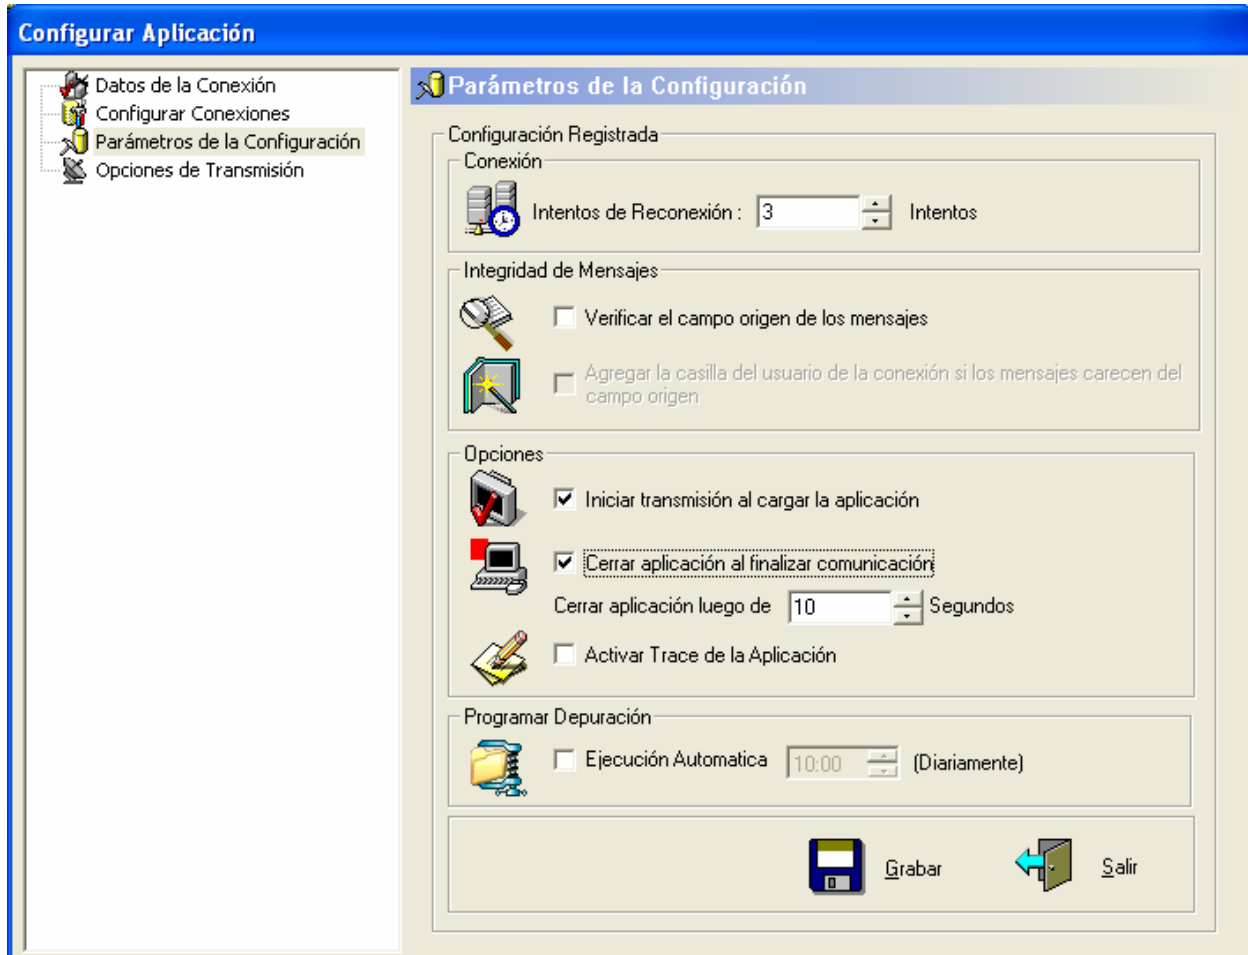 Configurar Aplicación
Datos de la Conexión
Configurar Conexiones
Parámetros de la Configuración
Opciones de Transmisión
Parámetros de la Configuración
Configuración Registrada
Conexión
Intentos de Reconexión : 3 Intentos
Integridad de Mensajes
Verificar el campo origen de los mensajes
Agregar la casilla del usuario de la conexión si los mensajes carecen del
campo origen
Opciones
Iniciar transmisión al cargar la aplicación
Cerrar aplicación al finalizar comunicación
Cerrar aplicación luego de 10 Segundos
Activar Trace de la Aplicación
Programar Depuración
Ejecución Automatica 10:00 (Diariamente)
Grabar Salir